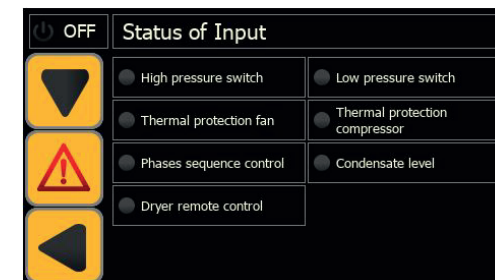 OFF
Status of Input
High pressure switch
Low pressure switch
Thermal protection fan
Thermal protection
compressor
Phases sequence control
Condensate level
Dryer remote control